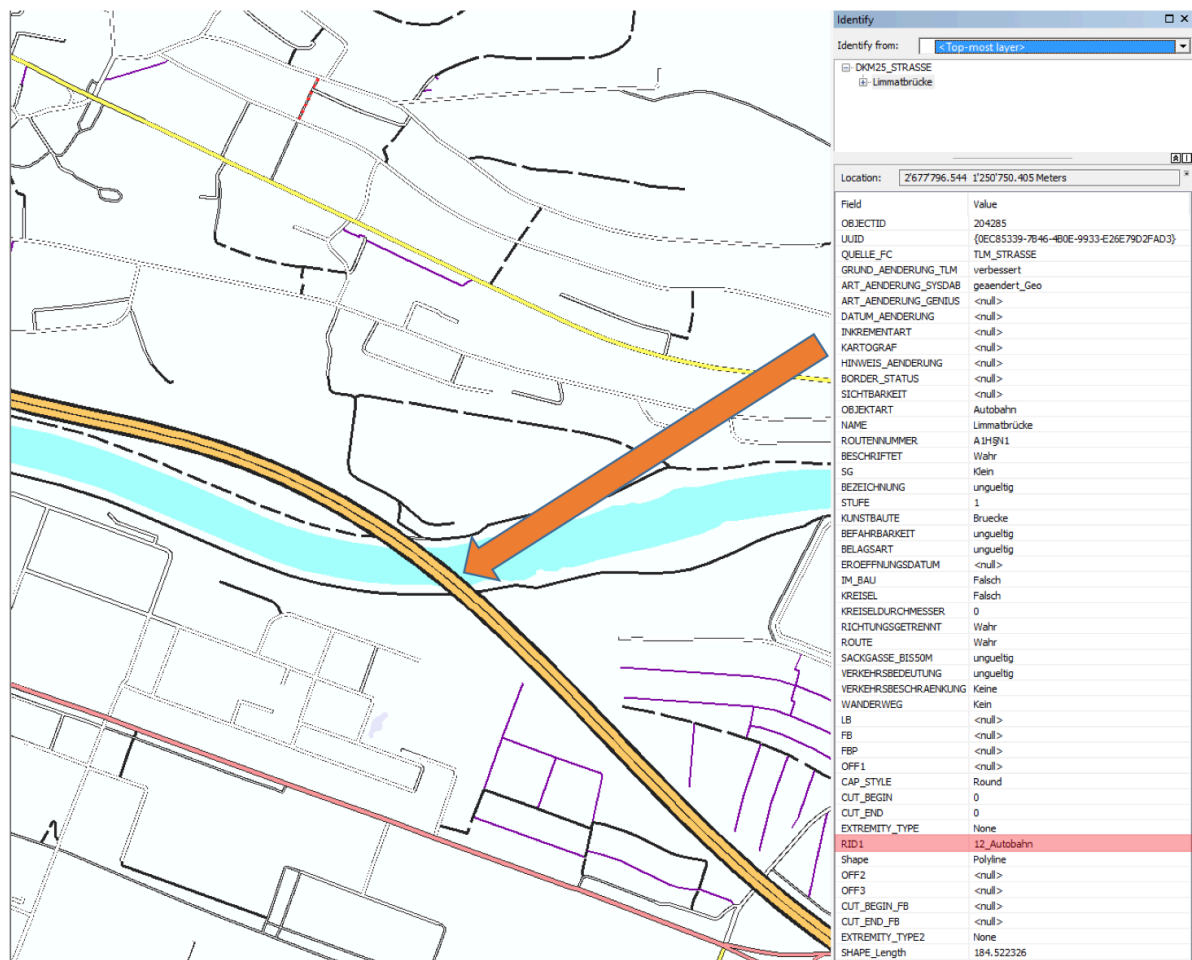 Identify
Identify from: <Top-most layer>
DKM25_STRASSE
Limmatbrücke
Location: 2'677'796.544 1'250'750.405 Meters
Field Value
OBJECTID 204285
UUID {0EC85339-7B46-4B0E-9933-E26E79D2FAD3}
QUELLE_FC TLM_STRASSE
GRUND_AENDERUNG_TLM verbessert
ART_AENDERUNG_SYSDAB geaendert_Geo
ART_AENDERUNG_GENIUS <null>
DATUM_AENDERUNG <null>
INKREMENTART <null>
KARTOGRAF <null>
HINWEIS_AENDERUNG <null>
BORDER_STATUS <null>
SICHTBARKEIT <null>
OBJEKTART Autobahn
NAME Limmatbrücke
ROUTENNUMMER A1H§N1
BESCHRIFTET Wahr
SG Klein
BEZEICHNUNG ungueltig
STUFE 1
KUNSTBAUTE Bruecke
BEFAHRBARKEIT ungueltig
BELAGSART ungueltig
EROEFFNUNGSDATUM <null>
IM_BAU Falsch
KREISEL Falsch
KREISELDURCHMESSER 0
RICHTUNGSGETRENNT Wahr
ROUTE Wahr
SACKGASSE_BIS50M ungueltig
VERKEHRSBEDEUTUNG ungueltig
VERKEHRSBESCHRAENKUNG Keine
WANDERWEG Kein
LB <null>
FB <null>
FBP <null>
OFF1 <null>
CAP_STYLE Round
CUT_BEGIN 0
CUT_END 0
EXTREMITY_TYPE None
RID1 12_Autobahn
Shape Polyline
OFF2 <null>
OFF3 <null>
CUT_BEGIN_FB <null>
CUT_END_FB <null>
EXTREMITY_TYPE2 None
SHAPE_Length 184.522326